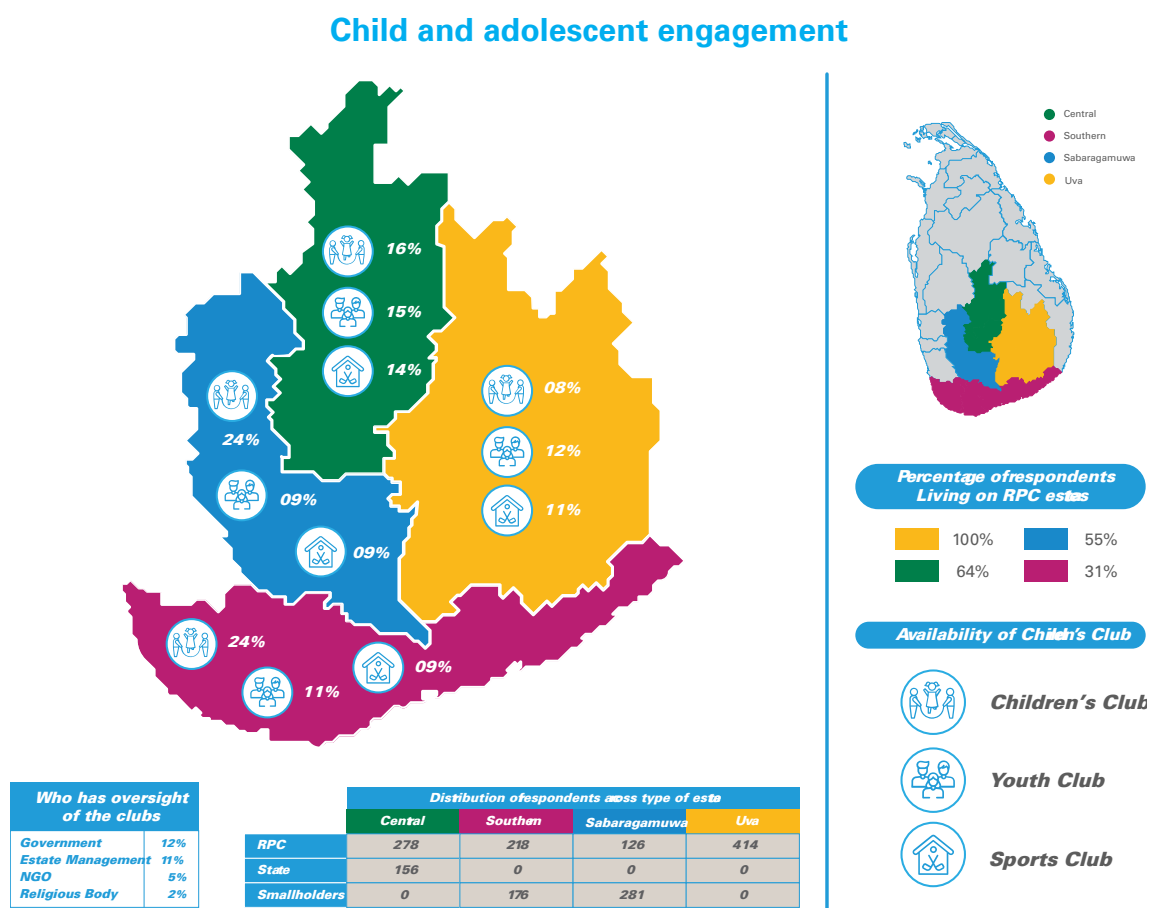 Child and adolescent engagement
Central
Southern
Sabaragamuwa
Uva
16%
15%
14%
08%
12%
11%
24%
09%
09%
24%
11%
09%
Percentage of respondents
Living on RPC estates
100%
55%
64%
31%
Availability of Children's Club
Children's Club
Youth Club
Sports Club
Who has oversight
of the clubs
Government 12%
Estate Management 11%
NGO 5%
Religious Body 2%
Distribution of respondents across type of estate
Central Southern Sabaragamuwa Uva
RPC 278 218 126 414
State 156 0 0 0
Smallholders 0 176 281 0